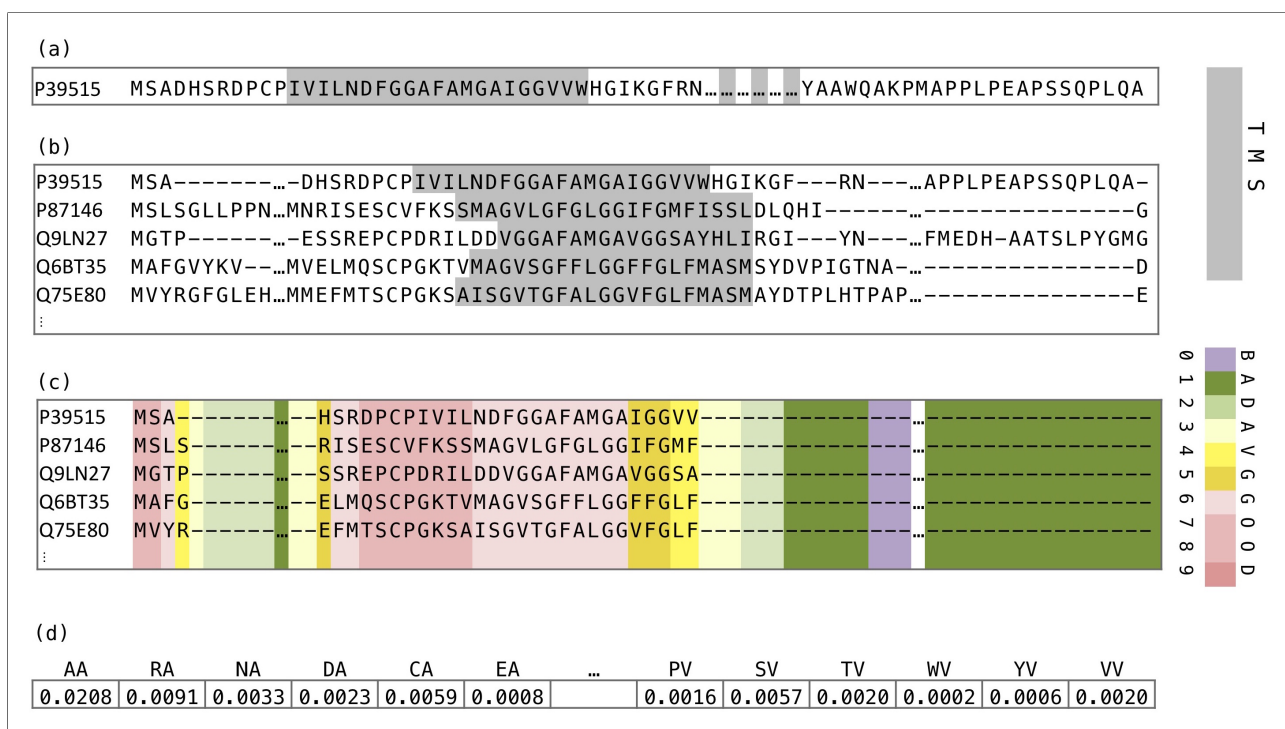 (a)
P39515 MSADHSRDPCPIVILNDFGGAFAMGAIGGVVWHGIKGFRN………………YAAWQAKPMAPPLPEAPSSQPLQA
(b)
P39515 MSA-------…-DHSRDPCPIVILNDFGGAFAMGAIGGVVWHGIKGF---RN---…APPLPEAPSSQPLQA-
P87146 MSLSGLLPPN…MNRISESCVFKSSMAGVLGFGLGGIFGMFISSLDLQHI------…---------------G
Q9LN27 MGTP------…-ESSREPCPDRILDDVGGAFAMGAVGGSAYHLIRGI---YN---…FMEDH-AATSLPYGMG
Q6BT35 MAFGVYKV--…MVELMQSCPGKTVMAGVSGFFLGGFFGLFMASMSYDVPIGTNA-…---------------D
Q75E80 MVYRGFGLEH…MMEFMTSCPGKSAISGVTGFALGGVFGLFMASMAYDTPLHTPAP…---------------E
⋮
TMS
(c)
P39515 MSA-------…--HSRDPCPIVILNDFGGAFAMGAIGGVV---------------…----------------
P87146 MSLS------…--RISESCVFKSSMAGVLGFGLGGIFGMF---------------…----------------
Q9LN27 MGTP------…--SSREPCPDRILDDVGGAFAMGAVGGSA---------------…----------------
Q6BT35 MAFG------…--ELMQSCPGKTVMAGVSGFFLGGFFGLF---------------…----------------
Q75E80 MVYR------…--EFMTSCPGKSAISGVTGFALGGVFGLF---------------…----------------
⋮
0 1 2 3 4 5 6 7 8 9
BAD AVG GOOD
(d)
AA RA NA DA CA EA … PV SV TV WV YV VV
0.0208 0.0091 0.0033 0.0023 0.0059 0.0008 0.0016 0.0057 0.0020 0.0002 0.0006 0.0020